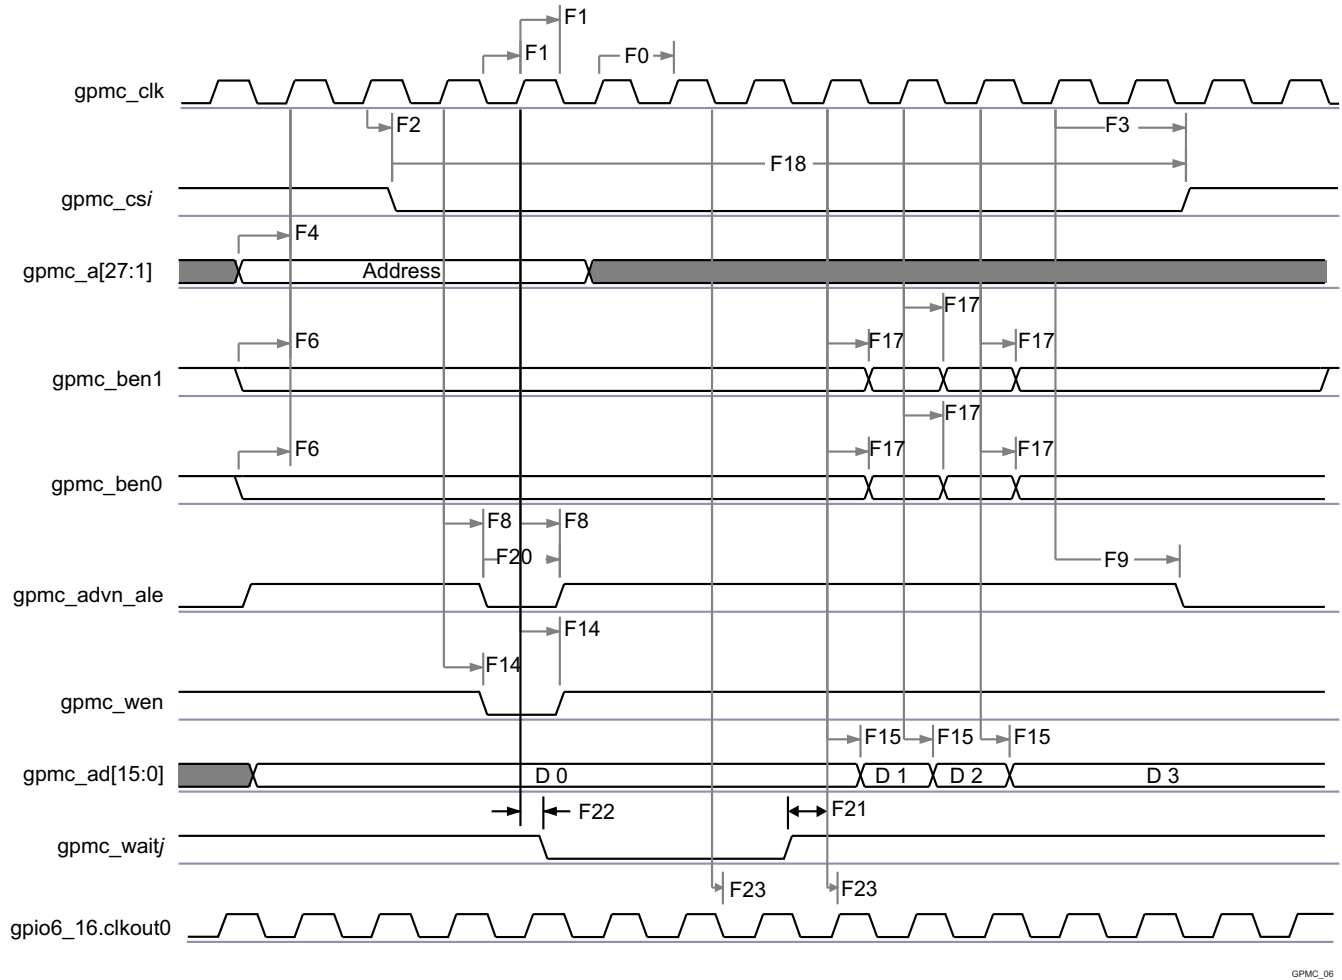 F1
F1
F0
gpmc_clk
F2
F3
F18
gpmc_csi
F4
gpmc_a[27:1]
Address
F17
F6
F17
F17
gpmc_ben1
F17
F6
F17
F17
gpmc_ben0
F8
F8
F20
F9
gpmc_advn_ale
F14
F14
gpmc_wen
F15
F15
F15
gpmc_ad[15:0]
D 0
D 1
D 2
D 3
F22
F21
gpmc_waitj
F23
F23
gpio6_16.clkout0
GPMC_06